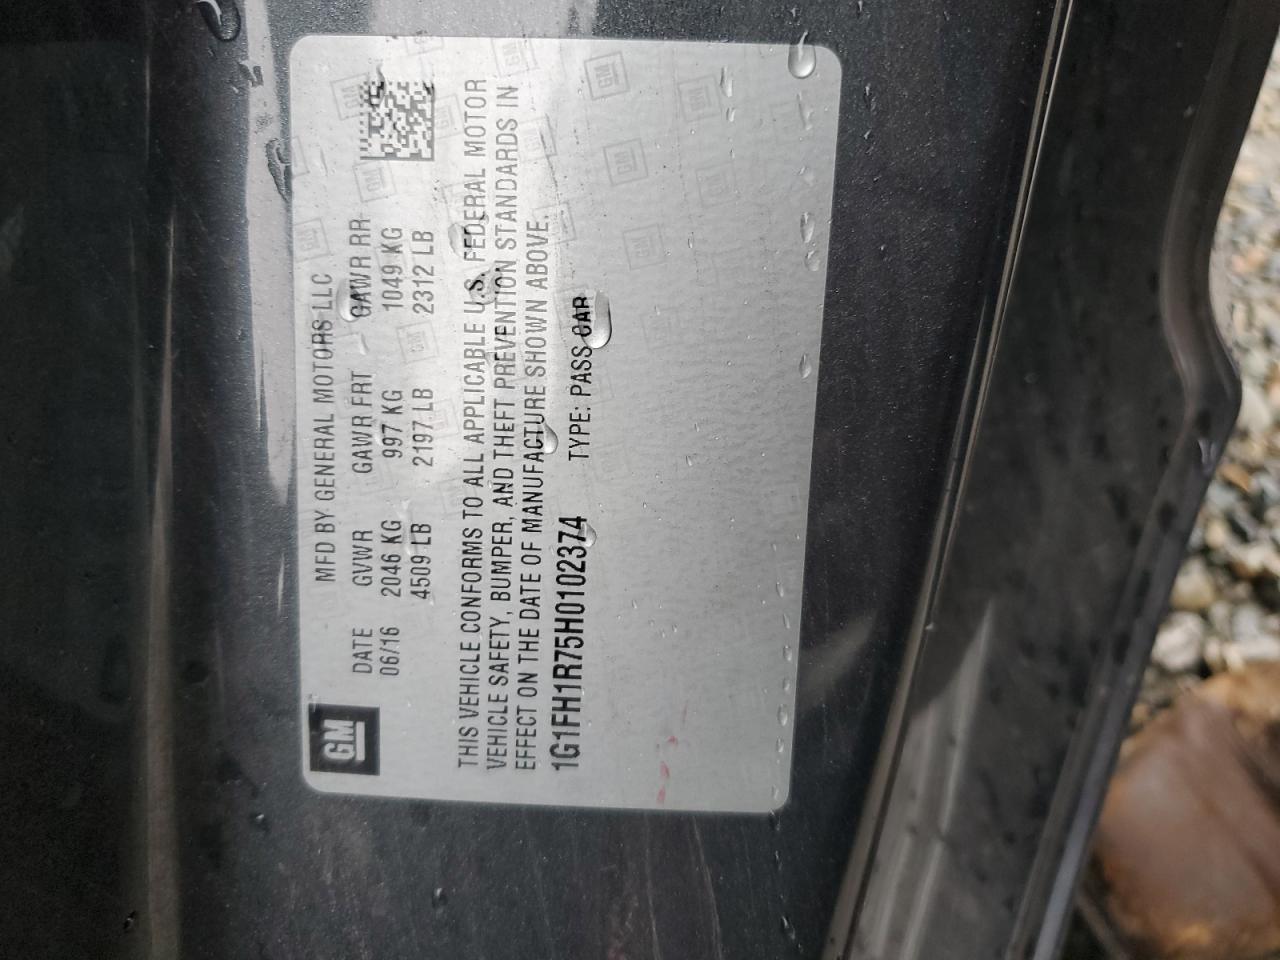 GM
MFD BY GENERAL MOTORS LLC
DATE GVWR GAWR FRT GAWR RR
06/16 2046 KG 997 KG 1049 KG
4509 LB 2197 LB 2312 LB
THIS VEHICLE CONFORMS TO ALL APPLICABLE U.S. FEDERAL MOTOR
VEHICLE SAFETY, BUMPER, AND THEFT PREVENTION STANDARDS IN
EFFECT ON THE DATE OF MANUFACTURE SHOWN ABOVE.
1G1FH1R75H0102374 TYPE: PASS CAR